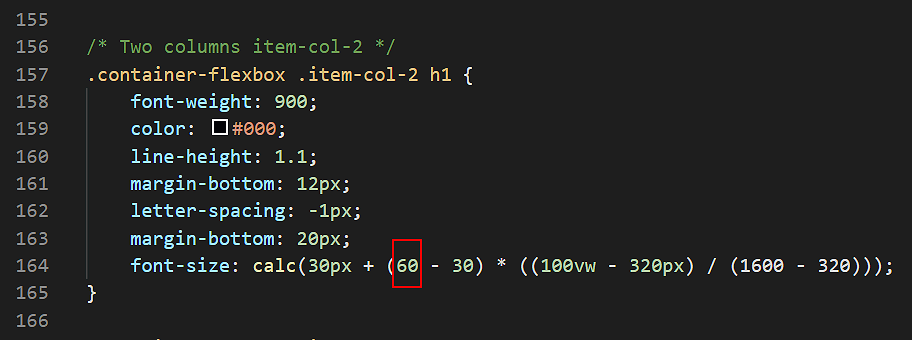 155
156 /* Two columns item-col-2 */
157 .container-flexbox .item-col-2 h1 {
158 font-weight: 900;
159 color: #000;
160 line-height: 1.1;
161 margin-bottom: 12px;
162 letter-spacing: -1px;
163 margin-bottom: 20px;
164 font-size: calc(30px + (60 - 30) * ((100vw - 320px) / (1600 - 320)));
165 }
166